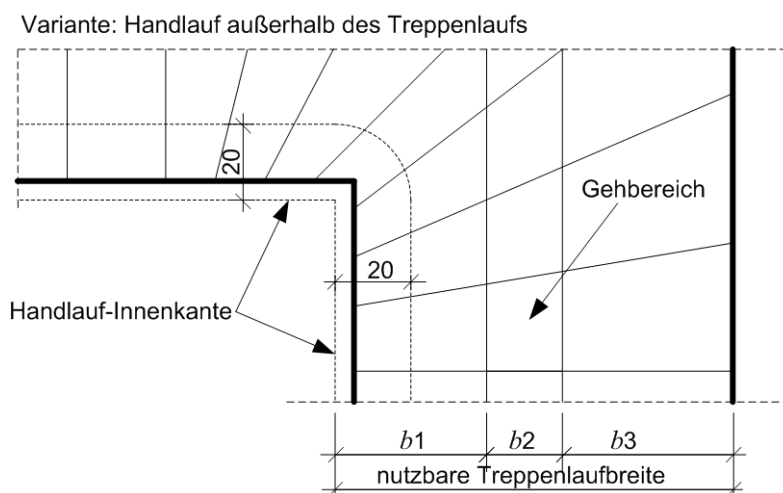 Variante: Handlauf außerhalb des Treppenlaufs
20
Gehbereich
20
Handlauf-Innenkante
b1 b2 b3
nutzbare Treppenlaufbreite